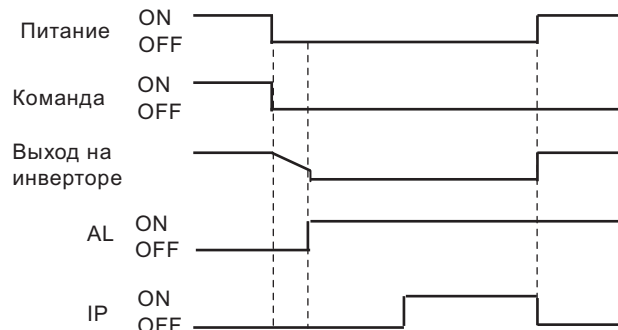 Питание ON
OFF
Команда ON
OFF
Выход на
инверторе
AL ON
OFF
IP ON
OFF